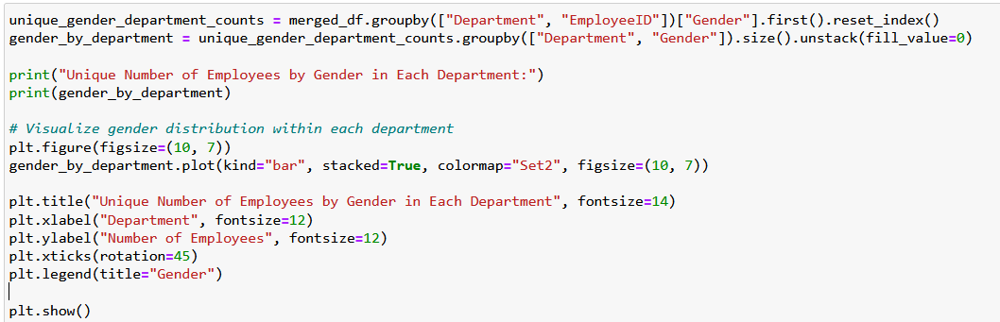 unique_gender_department_counts = merged_df.groupby(["Department", "EmployeeID"])["Gender"].first().reset_index()
gender_by_department = unique_gender_department_counts.groupby(["Department", "Gender"]).size().unstack(fill_value=0)
print("Unique Number of Employees by Gender in Each Department:")
print(gender_by_department)
# Visualize gender distribution within each department
plt.figure(figsize=(10, 7))
gender_by_department.plot(kind="bar", stacked=True, colormap="Set2", figsize=(10, 7))
plt.title("Unique Number of Employees by Gender in Each Department", fontsize=14)
plt.xlabel("Department", fontsize=12)
plt.ylabel("Number of Employees", fontsize=12)
plt.xticks(rotation=45)
plt.legend(title="Gender")
plt.show()